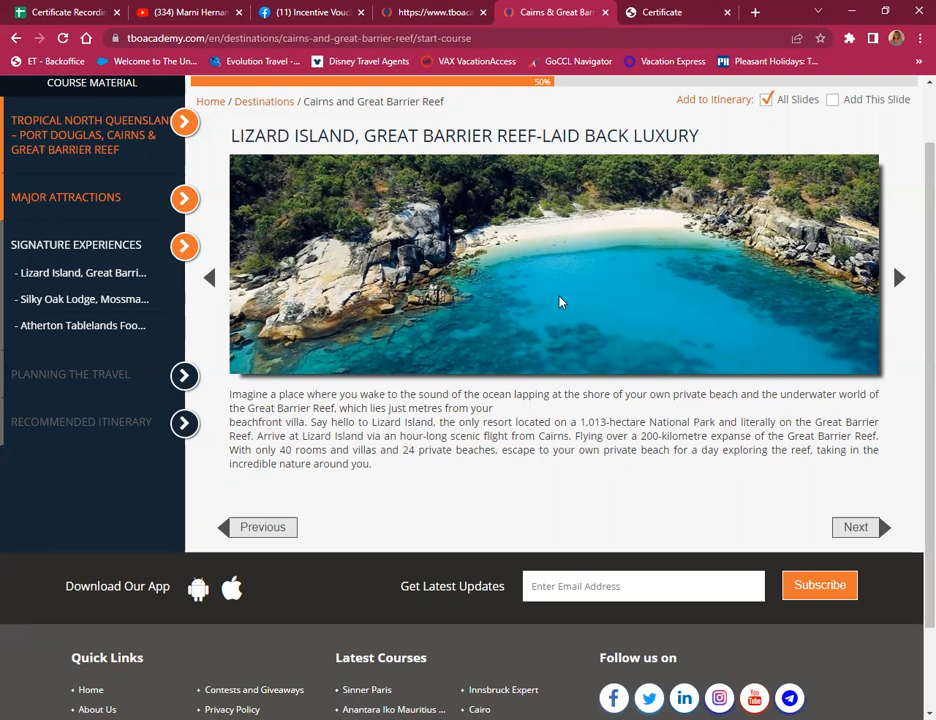 Certificate Recordin
(334) Marni Hernan
(11) Incentive Vouc
https://www.tboaca
Cairns & Great Barr
Certificate
tboacademy.com/en/destinations/cairns-and-great-barrier-reef/start-course
ET - Backoffice
Welcome to The Un...
Evolution Travel -...
Disney Travel Agents
VAX VacationAccess
GoCCL Navigator
Vacation Express
Pleasant Holidays: T...
COURSE MATERIAL
50%
Home / Destinations / Cairns and Great Barrier Reef
Add to Itinerary: All Slides Add This Slide
TROPICAL NORTH QUEENSLAN
– PORT DOUGLAS, CAIRNS &
GREAT BARRIER REEF
MAJOR ATTRACTIONS
SIGNATURE EXPERIENCES
- Lizard Island, Great Barri...
- Silky Oak Lodge, Mossma...
- Atherton Tablelands Foo...
PLANNING THE TRAVEL
RECOMMENDED ITINERARY
LIZARD ISLAND, GREAT BARRIER REEF-LAID BACK LUXURY
Imagine a place where you wake to the sound of the ocean lapping at the shore of your own private beach and the underwater world of
the Great Barrier Reef, which lies just metres from your
beachfront villa. Say hello to Lizard Island, the only resort located on a 1,013-hectare National Park and literally on the Great Barrier
Reef. Arrive at Lizard Island via an hour-long scenic flight from Cairns. Flying over a 200-kilometre expanse of the Great Barrier Reef.
With only 40 rooms and villas and 24 private beaches, escape to your own private beach for a day exploring the reef, taking in the
incredible nature around you.
Previous
Next
Download Our App
Get Latest Updates
Enter Email Address
Subscribe
Quick Links
Latest Courses
Follow us on
Home
Contests and Giveaways
Sinner Paris
Innsbruck Expert
About Us
Privacy Policy
Anantara Iko Mauritius ...
Cairo